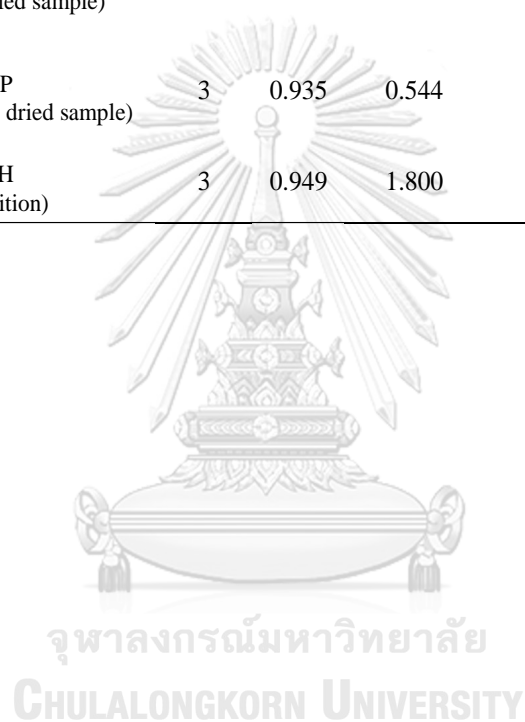 ied sample)
P 3 0.935 0.544
dried sample)
H 3 0.949 1.800
ition)
จุฬาลงกรณ์มหาวิทยาลัย
CHULALONGKORN UNIVERSITY